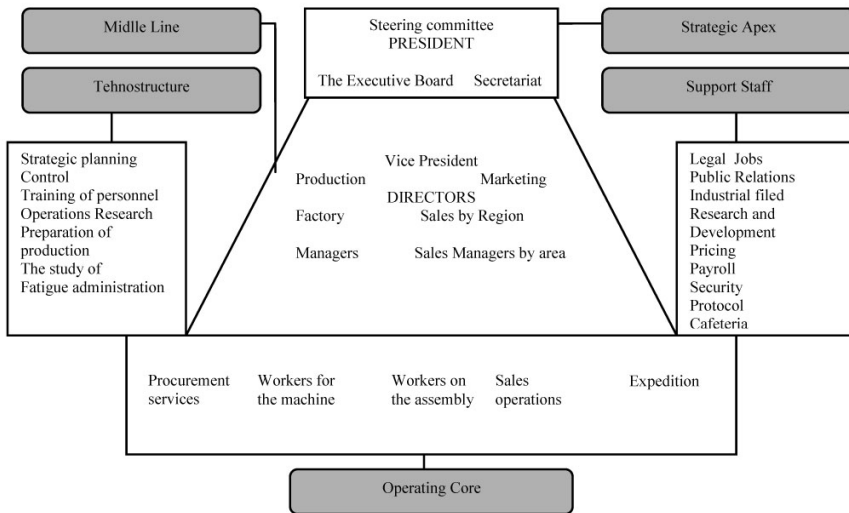 Midlle Line
Steering committee
PRESIDENT
The Executive Board Secretariat
Strategic Apex
Tehnostructure
Support Staff
Strategic planning
Control
Training of personnel
Operations Research
Preparation of
production
The study of
Fatigue administration
Vice President
Production Marketing
DIRECTORS
Factory Sales by Region
Managers Sales Managers by area
Legal Jobs
Public Relations
Industrial filed
Research and
Development
Pricing
Payroll
Security
Protocol
Cafeteria
Procurement
services
Workers for
the machine
Workers on
the assembly
Sales
operations
Expedition
Operating Core